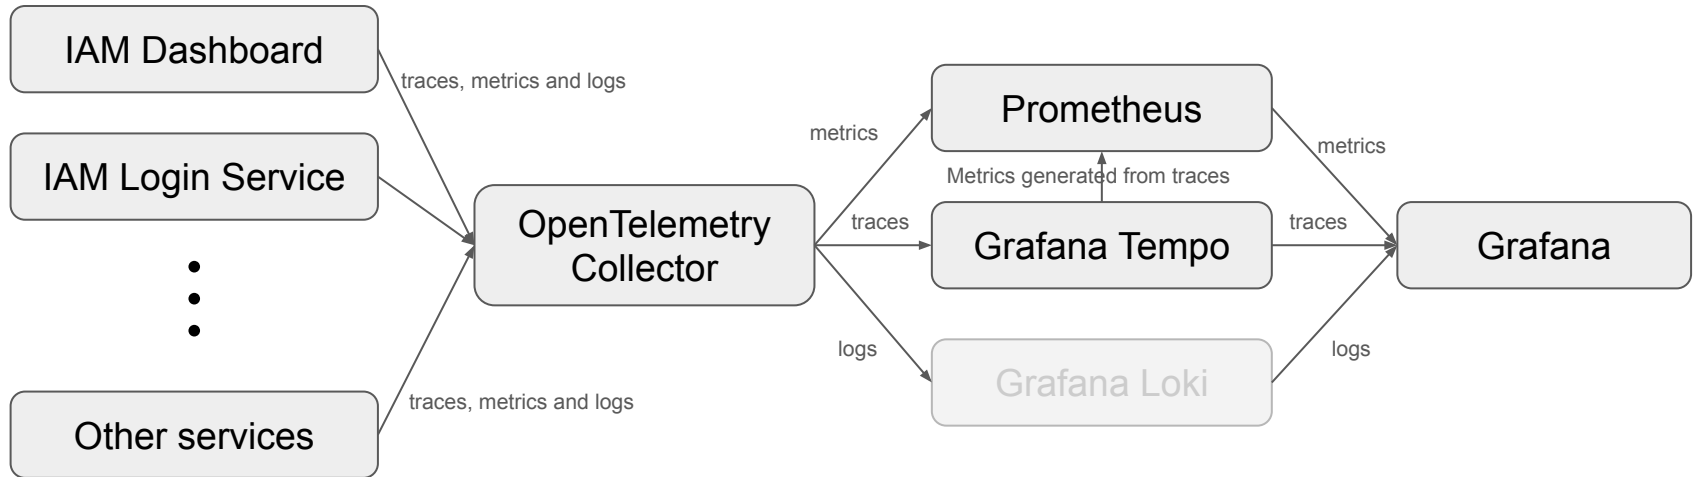 IAM Dashboard
traces, metrics and logs
IAM Login Service
Other services
traces, metrics and logs
OpenTelemetry
Collector
metrics
traces
logs
Prometheus
Metrics generated from traces
Grafana Tempo
Grafana Loki
metrics
traces
logs
Grafana